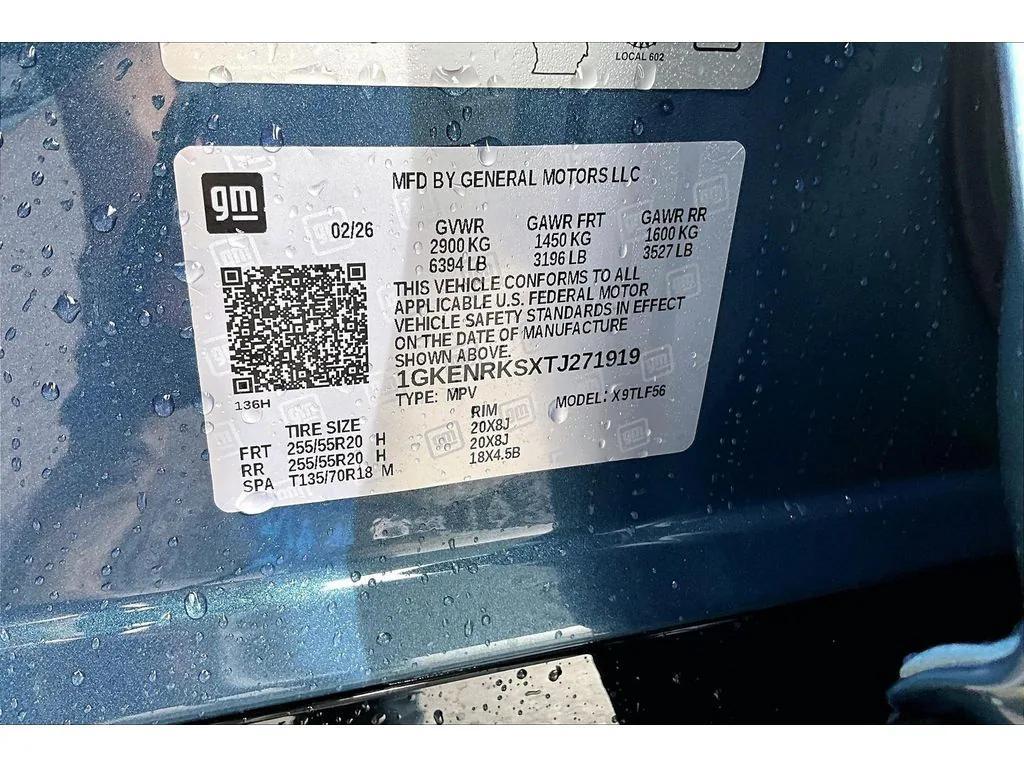 LOCAL 602
gm
MFD BY GENERAL MOTORS LLC
02/26
GVWR GAWR FRT GAWR RR
2900 KG 1450 KG 1600 KG
6394 LB 3196 LB 3527 LB
THIS VEHICLE CONFORMS TO ALL
APPLICABLE U.S. FEDERAL MOTOR
VEHICLE SAFETY STANDARDS IN EFFECT
ON THE DATE OF MANUFACTURE
SHOWN ABOVE.
1GKENRKSXTJ271919
TYPE: MPV MODEL: X9TLF56
136H
TIRE SIZE RIM
FRT 255/55R20 H 20X8J
RR 255/55R20 H 20X8J
SPA T135/70R18 M 18X4.5B